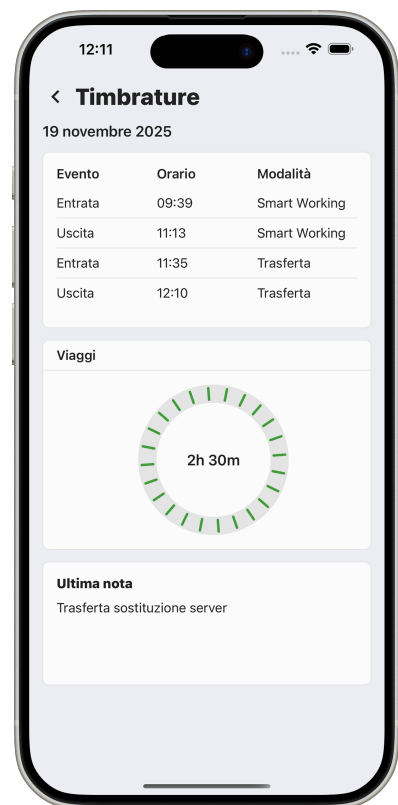 12:11
Timbrature
19 novembre 2025
Evento Orario Modalità
Entrata 09:39 Smart Working
Uscita 11:13 Smart Working
Entrata 11:35 Trasferta
Uscita 12:10 Trasferta
Viaggi
2h 30m
Ultima nota
Trasferta sostituzione server